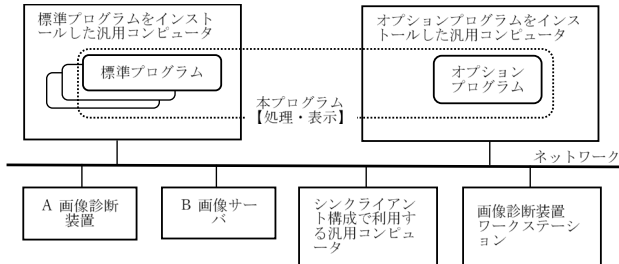 標準プログラムをインスト
ールした汎用コンピュータ
オプションプログラムをインス
トールした汎用コンピュータ
標準プログラム
オプション
プログラム
本プログラム
【処理・表示】
ネットワーク
A 画像診断
装置
B 画像サー
バ
シンクライアン
ト構成で利用す
る汎用コンピュ
ータ
画像診断装置
ワークステーシ
ョン